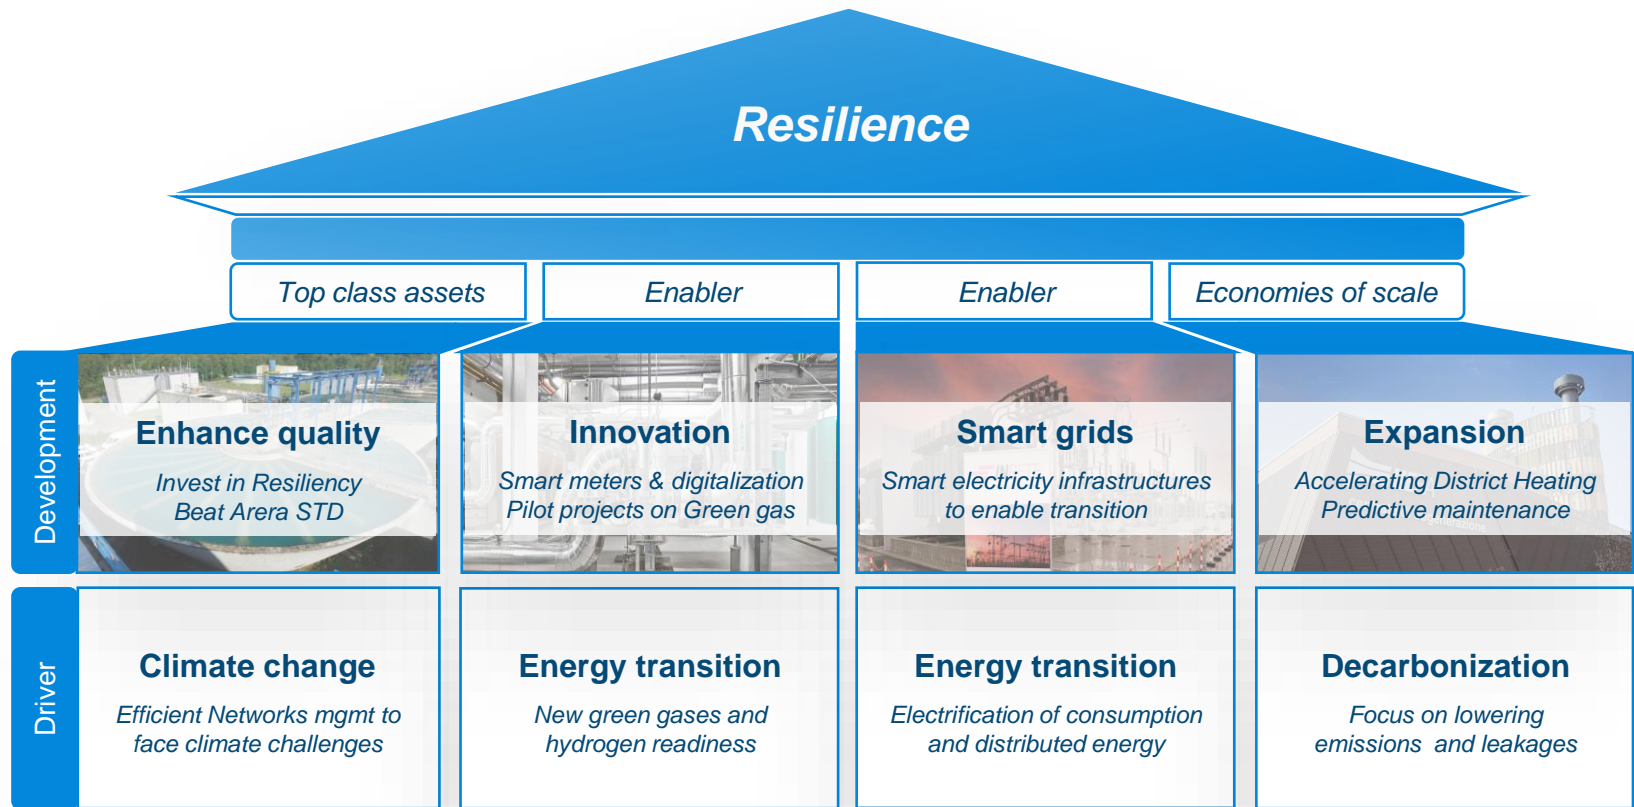 Resilience
Top class assets
Enabler
Enabler
Economies of scale
Development
Enhance quality
Invest in Resiliency
Beat Arera STD
Innovation
Smart meters & digitalization
Pilot projects on Green gas
Smart grids
Smart electricity infrastructures
to enable transition
Expansion
Accelerating District Heating
Predictive maintenance
Driver
Climate change
Efficient Networks mgmt to
face climate challenges
Energy transition
New green gases and
hydrogen readiness
Energy transition
Electrification of consumption
and distributed energy
Decarbonization
Focus on lowering
emissions and leakages